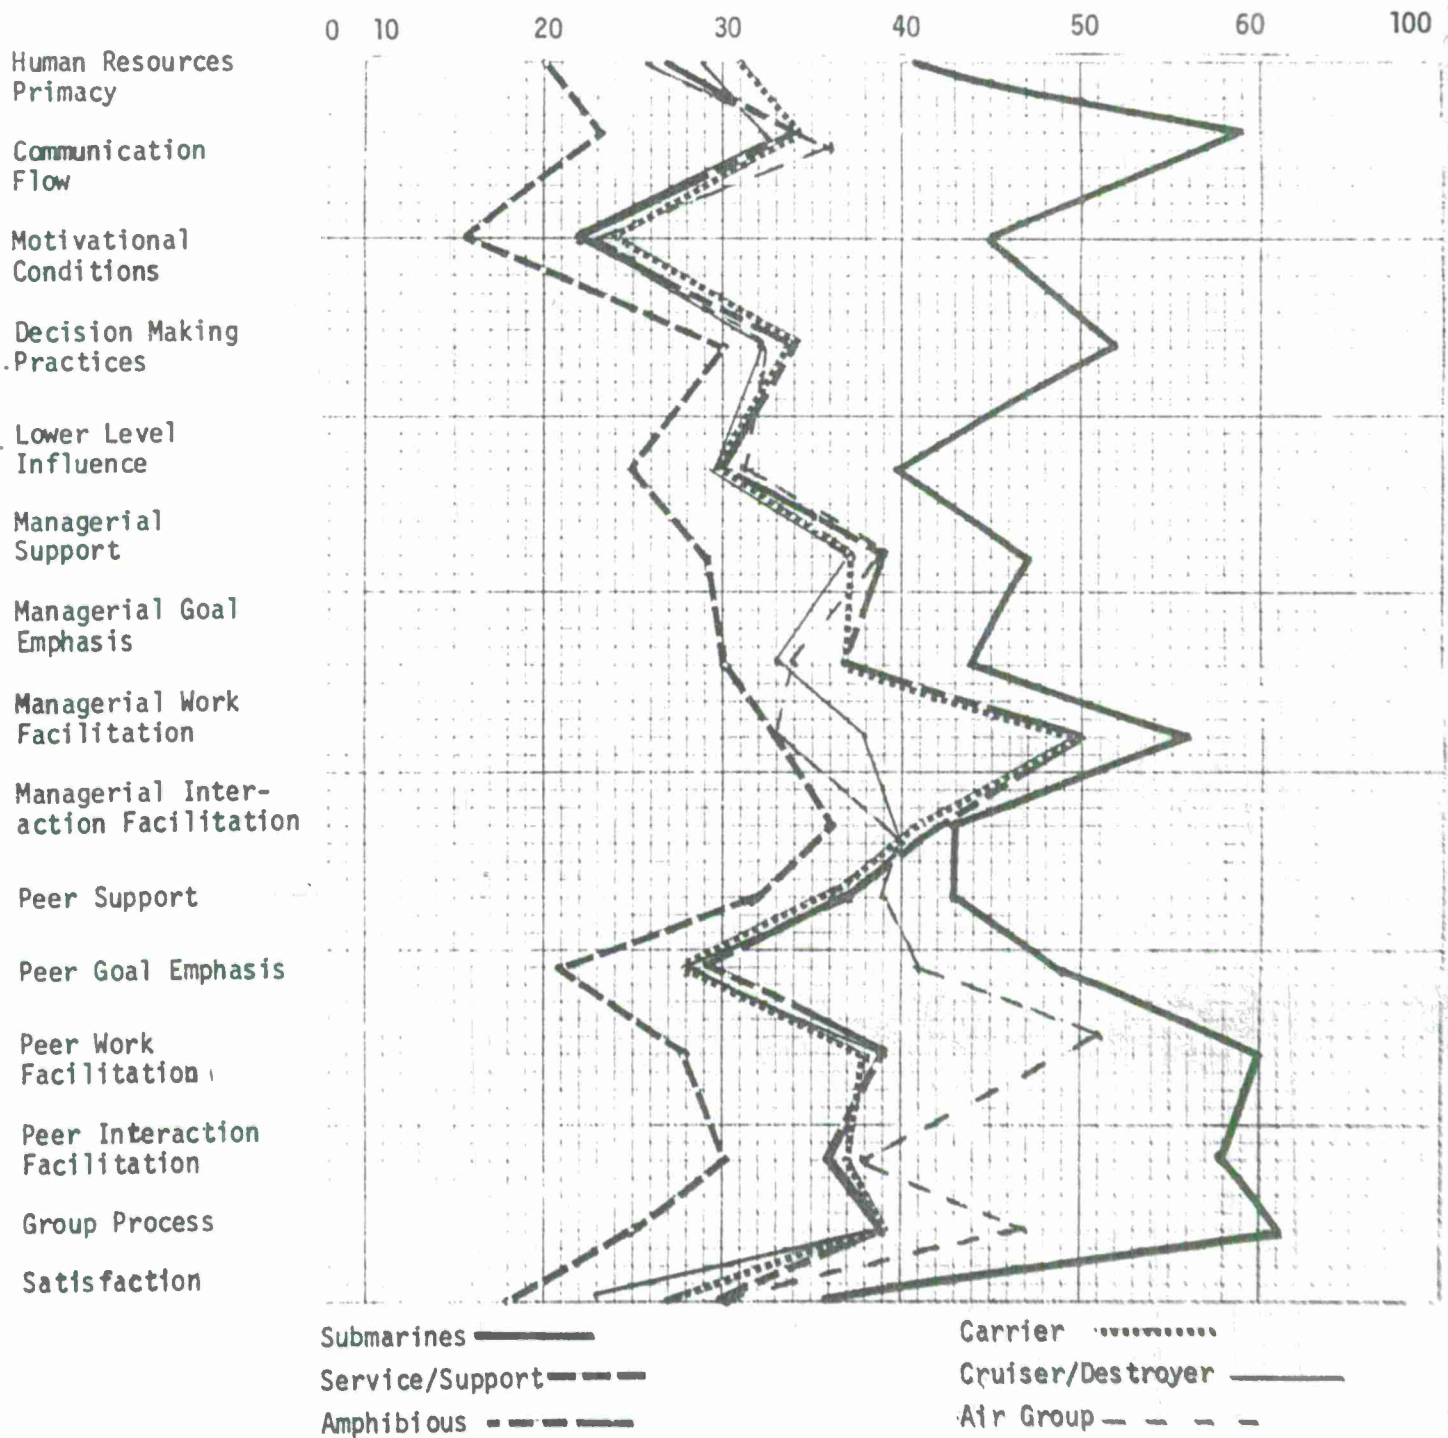 0 10 20 30 40 50 60 100
Human Resources
Primacy
Communication
Flow
Motivational
Conditions
Decision Making
Practices
Lower Level
Influence
Managerial
Support
Managerial Goal
Emphasis
Managerial Work
Facilitation
Managerial Inter-
action Facilitation
Peer Support
Peer Goal Emphasis
Peer Work
Facilitation
Peer Interaction
Facilitation
Group Process
Satisfaction
Submarines
Service/Support
Amphibious
Carrier
Cruiser/Destroyer
Air Group